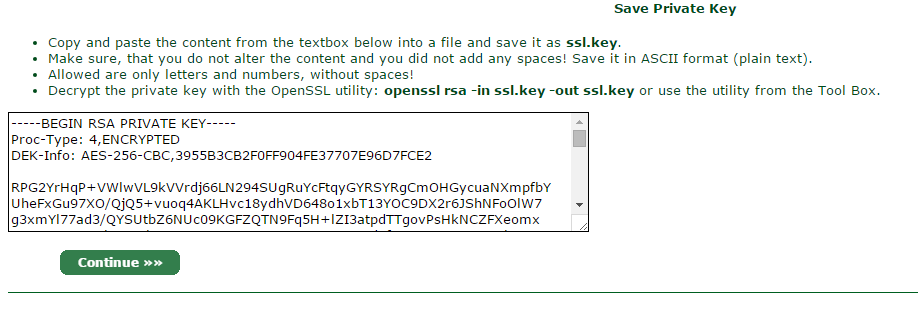 Save Private Key
Copy and paste the content from the textbox below into a file and save it as ssl.key.
Make sure, that you do not alter the content and you did not add any spaces! Save it in ASCII format (plain text).
Allowed are only letters and numbers, without spaces!
Decrypt the private key with the OpenSSL utility: openssl rsa -in ssl.key -out ssl.key or use the utility from the Tool Box.
-----BEGIN RSA PRIVATE KEY-----
Proc-Type: 4,ENCRYPTED
DEK-Info: AES-256-CBC,3955B3CB2F0FF904FE37707E96D7FCE2
RPG2YrHqP+VWlwVL9kVVrdj66LN294SUgRuYcFtqyGYRSYRgCmOHGycuaNXmpfbY
UheFxGu97XO/QjQ5+vuoq4AKLHvc18ydhVD648o1xbT13YOC9DX2r6JShNFoOlW7
g3xmYl77ad3/QYSUtbZ6NUc09KGFZQTN9Fq5H+lZI3atpdTTgovPsHkNCZFXeomx
Continue »»